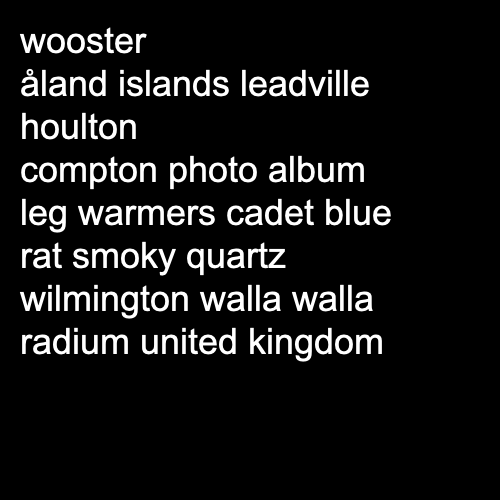 wooster
åland islands leadville
houlton
compton photo album
leg warmers cadet blue
rat smoky quartz
wilmington walla walla
radium united kingdom